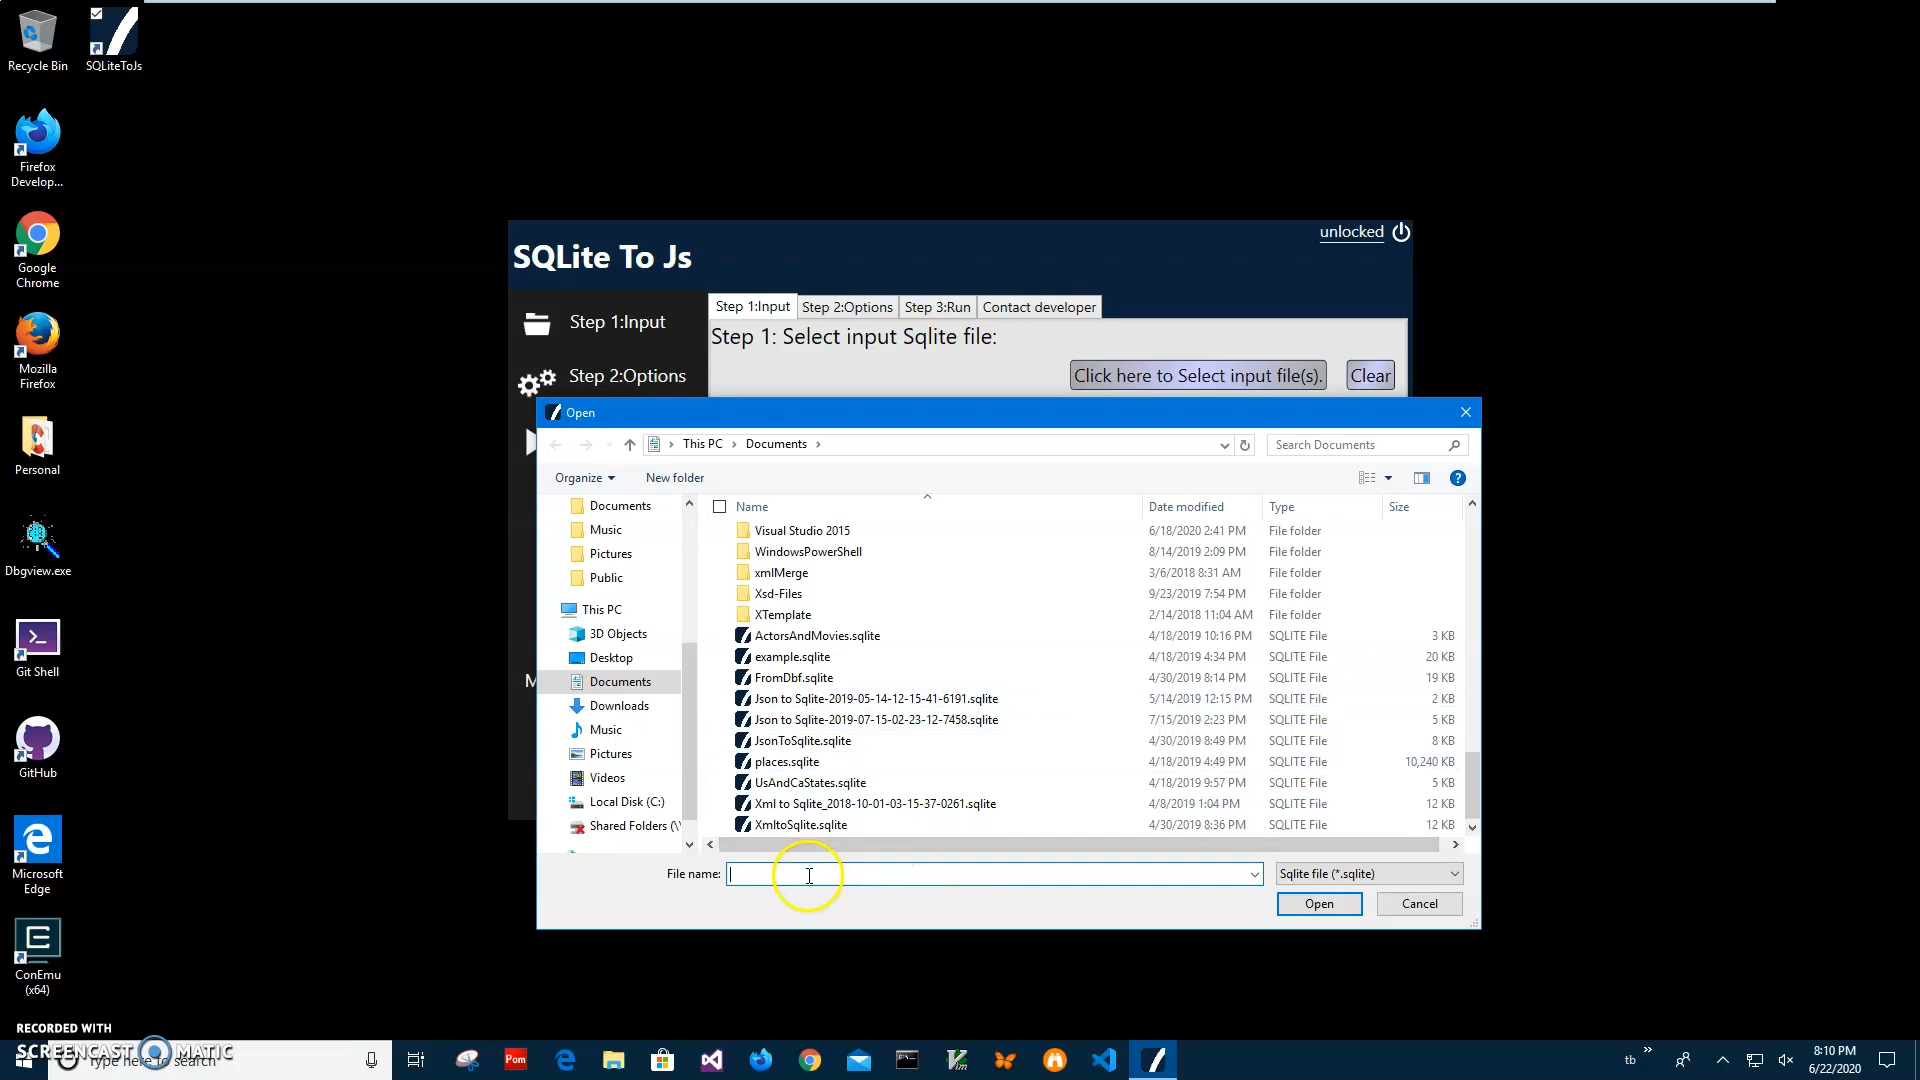 Recycle Bin
SQLiteToJs
Firefox
Develop...
Google
Chrome
Mozilla
Firefox
Personal
Dbgview.exe
Git Shell
GitHub
Microsoft
Edge
ConEmu
(x64)
unlocked
SQLite To Js
Step 1:Input
Step 2:Options
Step 1:Input
Step 2:Options
Step 3:Run
Contact developer
Step 1: Select input Sqlite file:
Click here to Select input file(s).
Clear
M
Open
This PC
Documents
Search Documents
Organize
New folder
Documents
Music
Pictures
Public
This PC
3D Objects
Desktop
Documents
Downloads
Music
Pictures
Videos
Local Disk (C:)
Shared Folders (\
Name Date modified Type Size
Visual Studio 2015 6/18/2020 2:41 PM File folder
WindowsPowerShell 8/14/2019 2:09 PM File folder
xmlMerge 3/6/2018 8:31 AM File folder
Xsd-Files 9/23/2019 7:54 PM File folder
XTemplate 2/14/2018 11:04 AM File folder
ActorsAndMovies.sqlite 4/18/2019 10:16 PM SQLITE File 3 KB
example.sqlite 4/18/2019 4:34 PM SQLITE File 20 KB
FromDbf.sqlite 4/30/2019 8:14 PM SQLITE File 19 KB
Json to Sqlite-2019-05-14-12-15-41-6191.sqlite 5/14/2019 12:15 PM SQLITE File 2 KB
Json to Sqlite-2019-07-15-02-23-12-7458.sqlite 7/15/2019 2:23 PM SQLITE File 5 KB
JsonToSqlite.sqlite 4/30/2019 8:49 PM SQLITE File 8 KB
places.sqlite 4/18/2019 4:49 PM SQLITE File 10,240 KB
UsAndCaStates.sqlite 4/18/2019 9:57 PM SQLITE File 5 KB
Xml to Sqlite_2018-10-01-03-15-37-0261.sqlite 4/8/2019 1:04 PM SQLITE File 12 KB
XmltoSqlite.sqlite 4/30/2019 8:36 PM SQLITE File 12 KB
File name:
Sqlite file (*.sqlite)
Open
Cancel
RECORDED WITH
SCREENCAST MATIC
Type here to search
Pom
Vim
tb
8:10 PM
6/22/2020